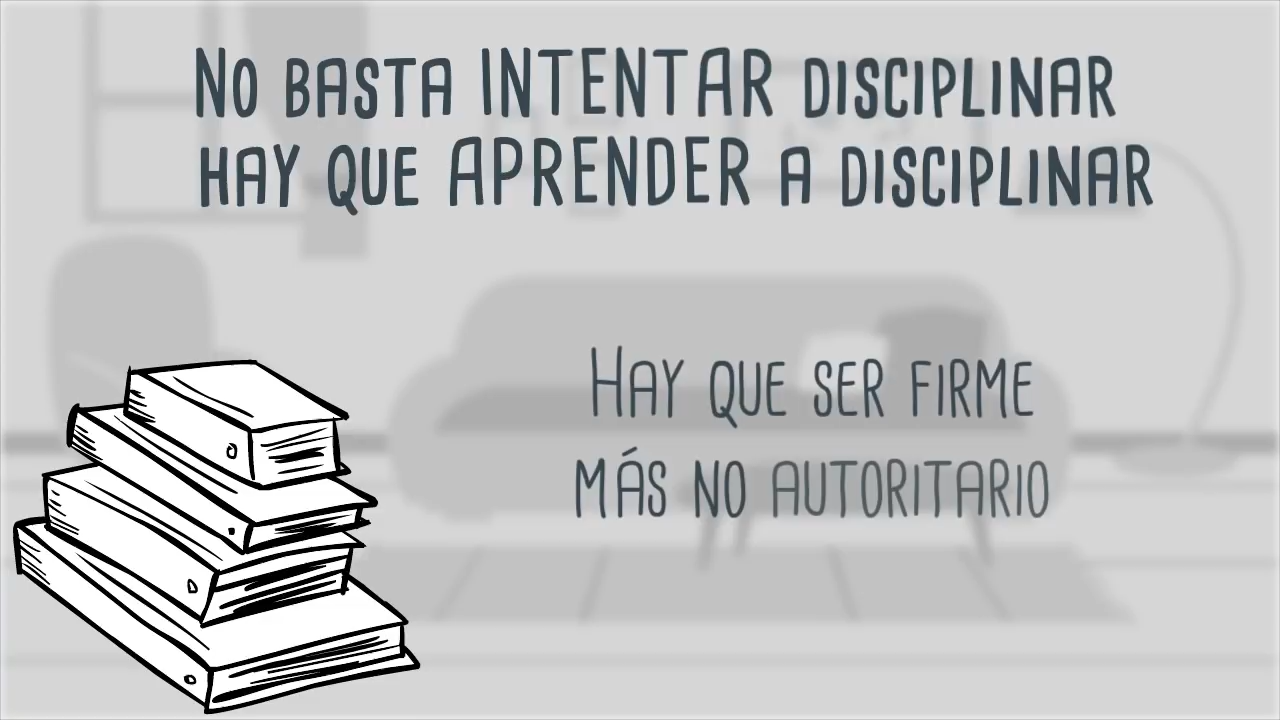 No basta INTENTAR disciplinar
hay que APRENDER a disciplinar
Hay que ser firme
más no autoritario